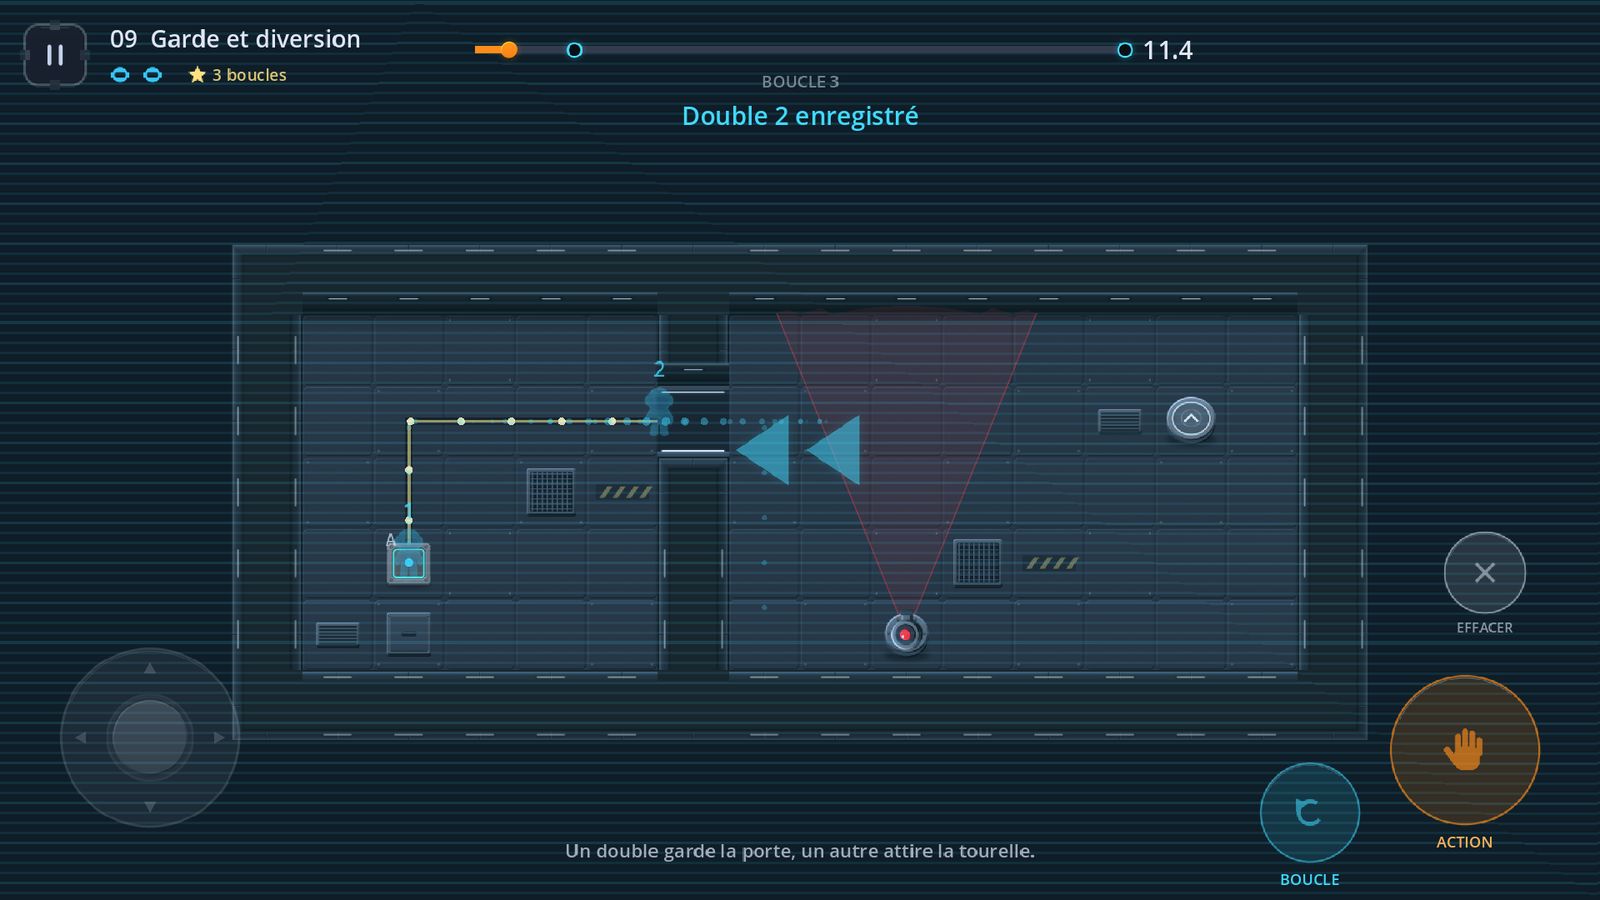 09 Garde et diversion
3 boucles
11.4
BOUCLE 3
Double 2 enregistré
2
1
A
EFFACER
ACTION
BOUCLE
Un double garde la porte, un autre attire la tourelle.